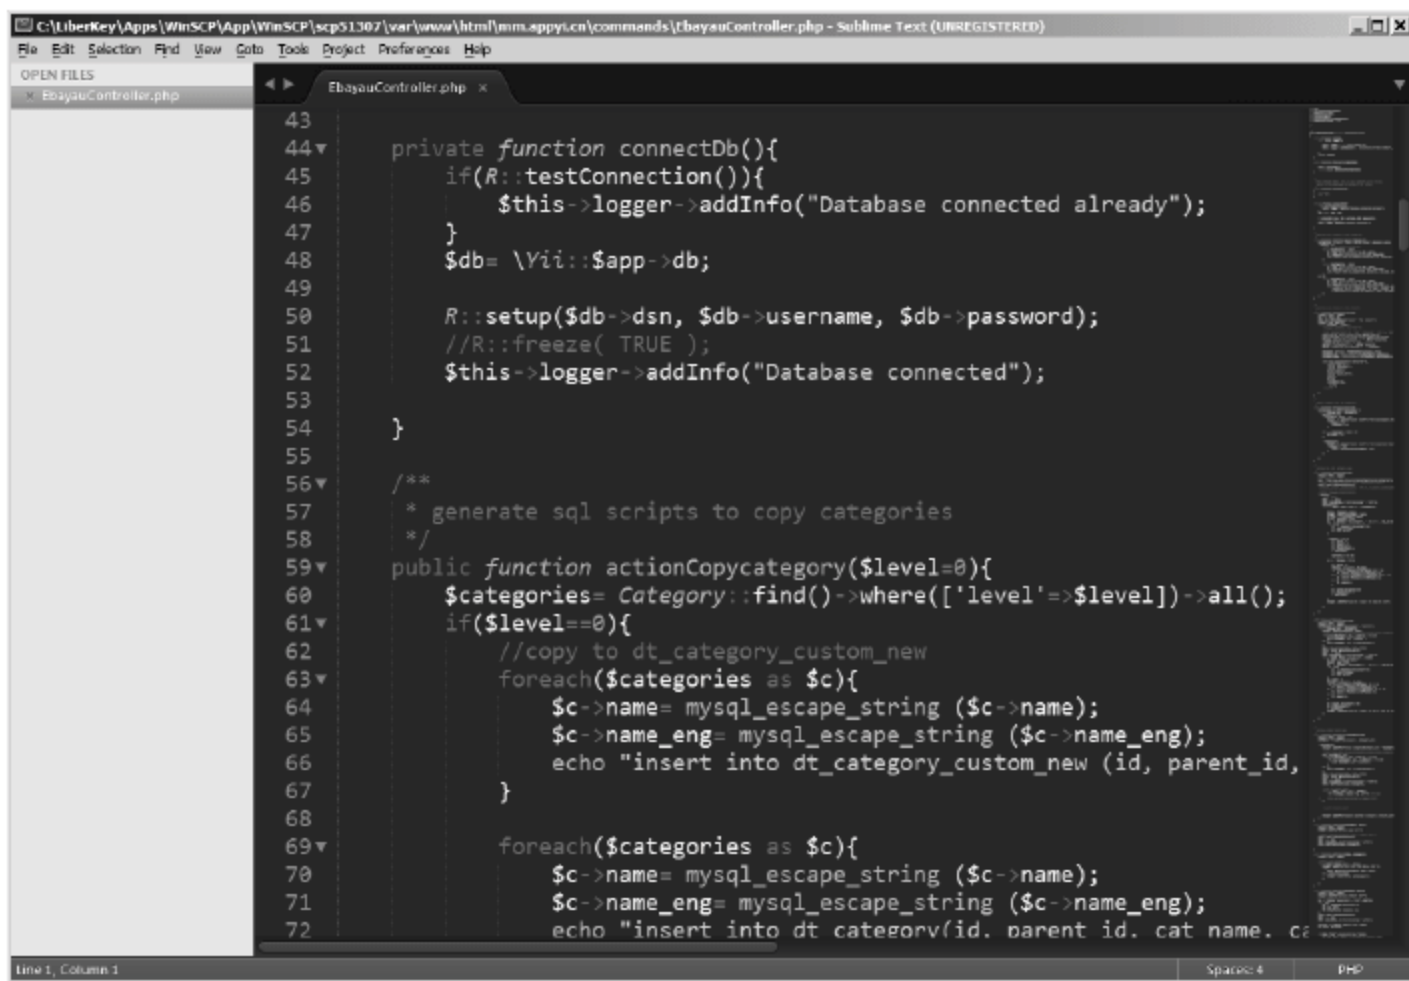 C:\LiberKey\Apps\WinSCP\App\WinSCP\scp51307\var\www\html\mm.appyi.cn\commands\EbayauController.php - Sublime Text (UNREGISTERED)
File Edit Selection Find View Goto Tools Project Preferences Help
OPEN FILES
× EbayauController.php
EbayauController.php ×
43
44 private function connectDb(){
45 if(R::testConnection()){
46 $this->logger->addInfo("Database connected already");
47 }
48 $db= \Yii::$app->db;
49
50 R::setup($db->dsn, $db->username, $db->password);
51 //R::freeze( TRUE );
52 $this->logger->addInfo("Database connected");
53
54 }
55
56 /**
57 * generate sql scripts to copy categories
58 */
59 public function actionCopycategory($level=0){
60 $categories= Category::find()->where(['level'=>$level])->all();
61 if($level==0){
62 //copy to dt_category_custom_new
63 foreach($categories as $c){
64 $c->name= mysql_escape_string ($c->name);
65 $c->name_eng= mysql_escape_string ($c->name_eng);
66 echo "insert into dt_category_custom_new (id, parent_id,
67 }
68
69 foreach($categories as $c){
70 $c->name= mysql_escape_string ($c->name);
71 $c->name_eng= mysql_escape_string ($c->name_eng);
72 echo "insert into dt_category(id, parent_id, cat_name, ca
Line 1, Column 1
Spaces: 4
PHP